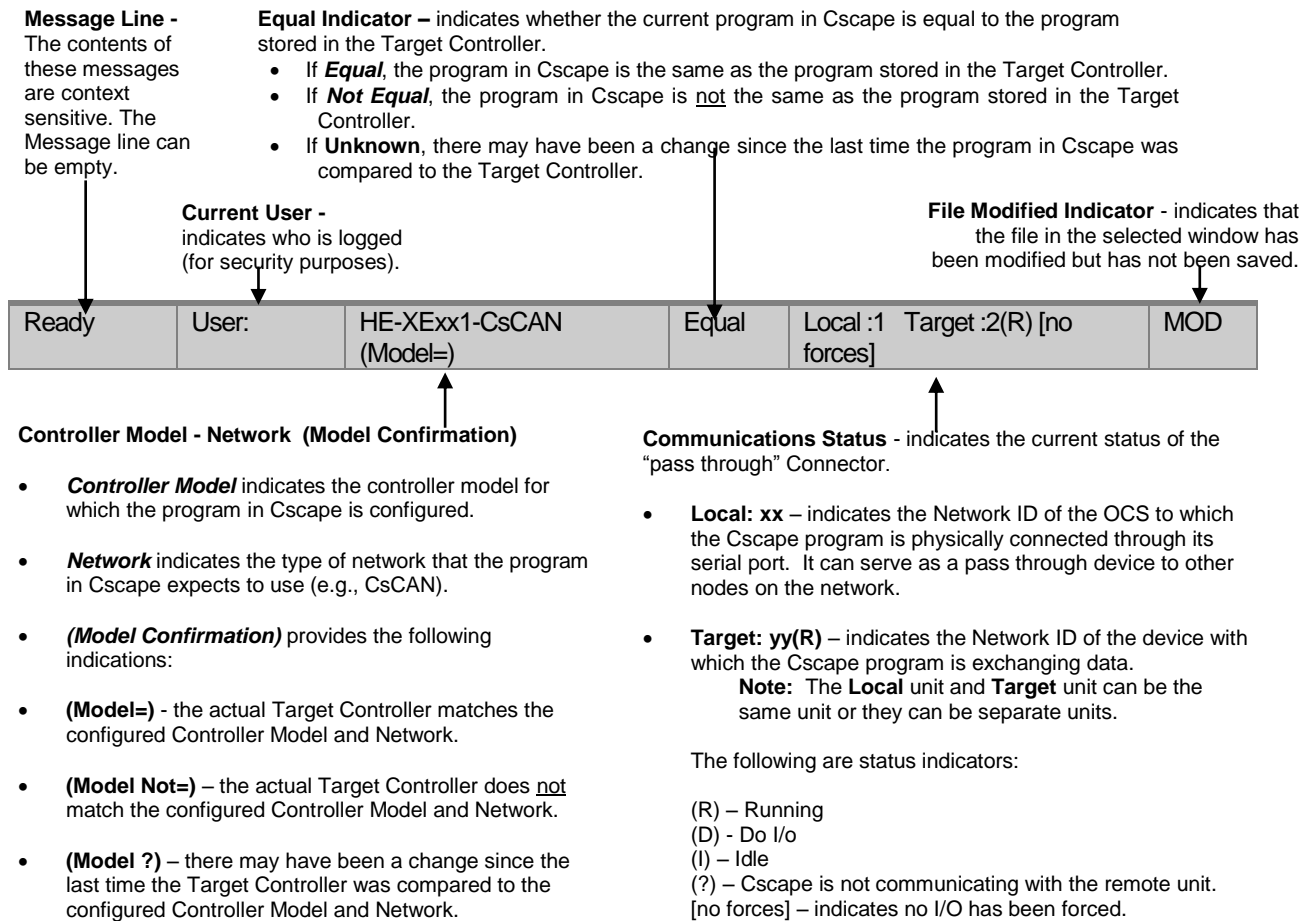 Message Line -
The contents of
these messages
are context
sensitive. The
Message line can
be empty.
Equal Indicator – indicates whether the current program in Cscape is equal to the program
stored in the Target Controller.
• If Equal, the program in Cscape is the same as the program stored in the Target Controller.
• If Not Equal, the program in Cscape is not the same as the program stored in the Target
Controller.
• If Unknown, there may have been a change since the last time the program in Cscape was
compared to the Target Controller.
Current User -
indicates who is logged
(for security purposes).
File Modified Indicator - indicates that
the file in the selected window has
been modified but has not been saved.
Ready User: HE-XExx1-CsCAN Equal Local :1 Target :2(R) [no MOD
(Model=) forces]
Controller Model - Network (Model Confirmation)
• Controller Model indicates the controller model for
which the program in Cscape is configured.
• Network indicates the type of network that the program
in Cscape expects to use (e.g., CsCAN).
• (Model Confirmation) provides the following
indications:
• (Model=) - the actual Target Controller matches the
configured Controller Model and Network.
• (Model Not=) – the actual Target Controller does not
match the configured Controller Model and Network.
• (Model ?) – there may have been a change since the
last time the Target Controller was compared to the
configured Controller Model and Network.
Communications Status - indicates the current status of the
“pass through” Connector.
• Local: xx – indicates the Network ID of the OCS to which
the Cscape program is physically connected through its
serial port. It can serve as a pass through device to other
nodes on the network.
• Target: yy(R) – indicates the Network ID of the device with
which the Cscape program is exchanging data.
Note: The Local unit and Target unit can be the
same unit or they can be separate units.
The following are status indicators:
(R) – Running
(D) - Do I/o
(I) – Idle
(?) – Cscape is not communicating with the remote unit.
[no forces] – indicates no I/O has been forced.